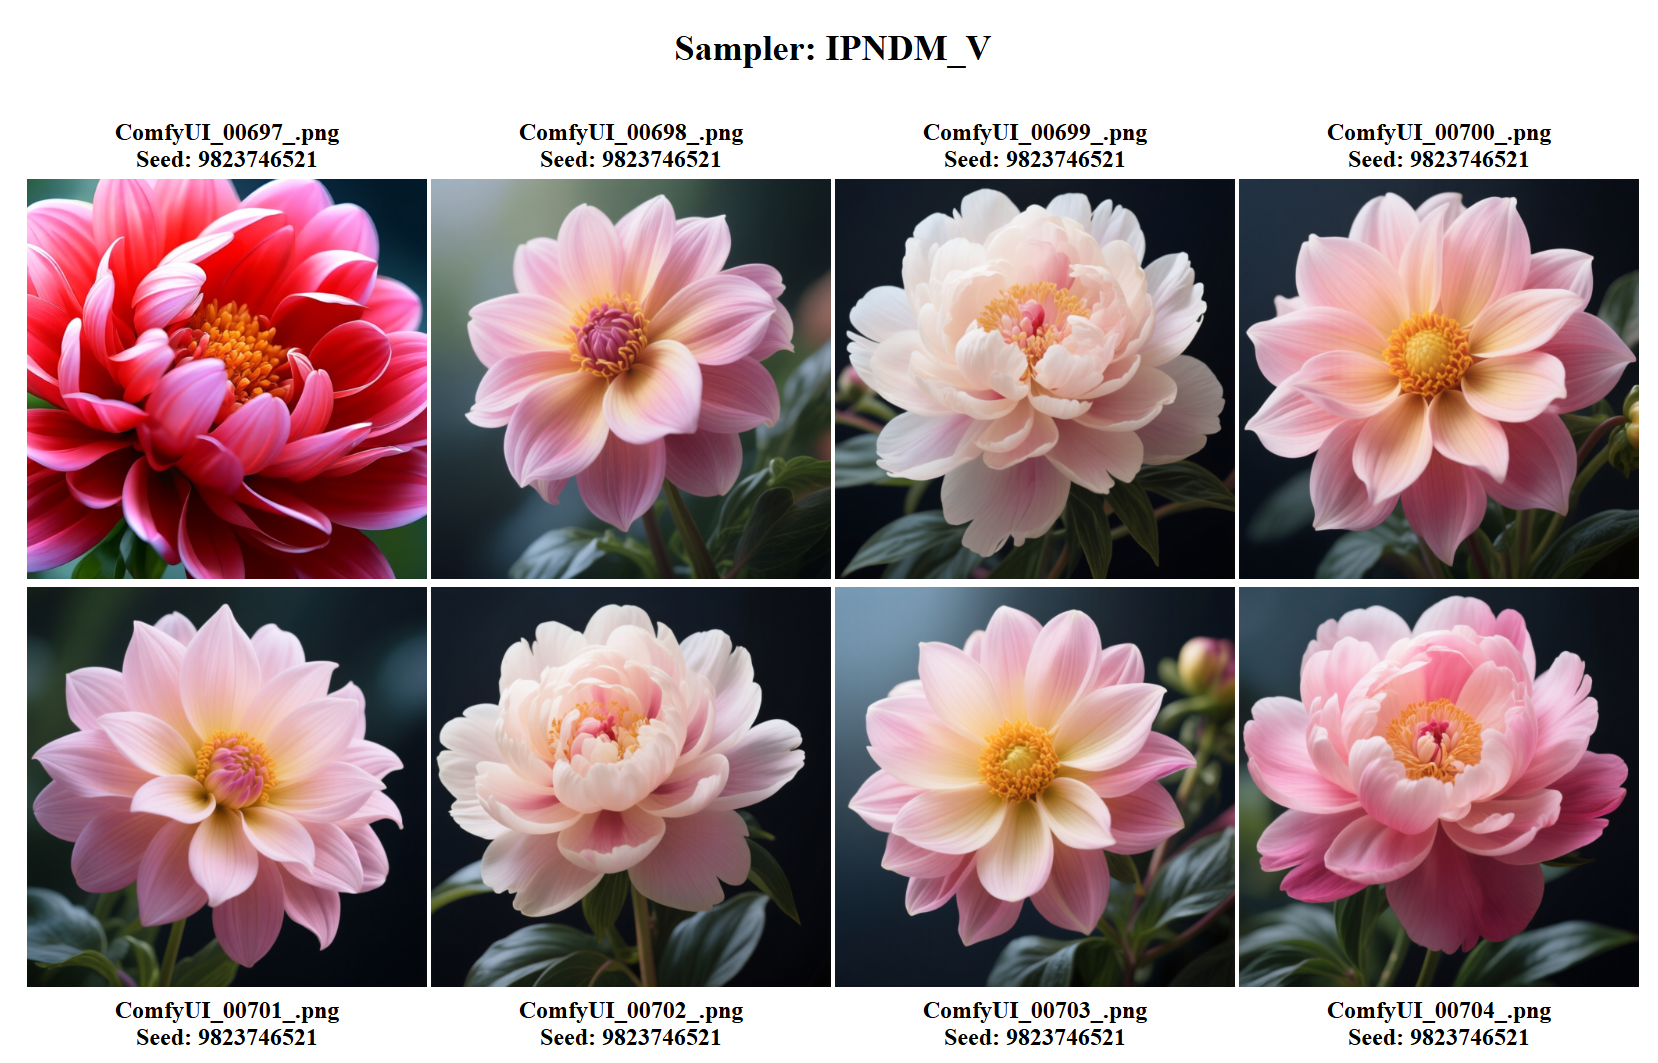 Sampler: IPNDM_V
ComfyUI_00697_.png
Seed: 9823746521
ComfyUI_00698_.png
Seed: 9823746521
ComfyUI_00699_.png
Seed: 9823746521
ComfyUI_00700_.png
Seed: 9823746521
ComfyUI_00701_.png
Seed: 9823746521
ComfyUI_00702_.png
Seed: 9823746521
ComfyUI_00703_.png
Seed: 9823746521
ComfyUI_00704_.png
Seed: 9823746521